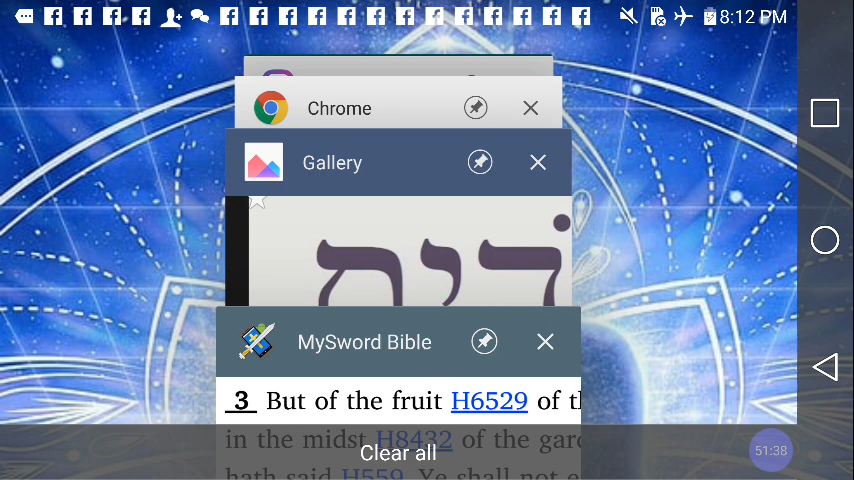 8:12 PM
Chrome
Gallery
MySword Bible
3 But of the fruit H6529 of th
in the midst H8432 of the gard
hath said H559, Ye shall not e
Clear all
51:38